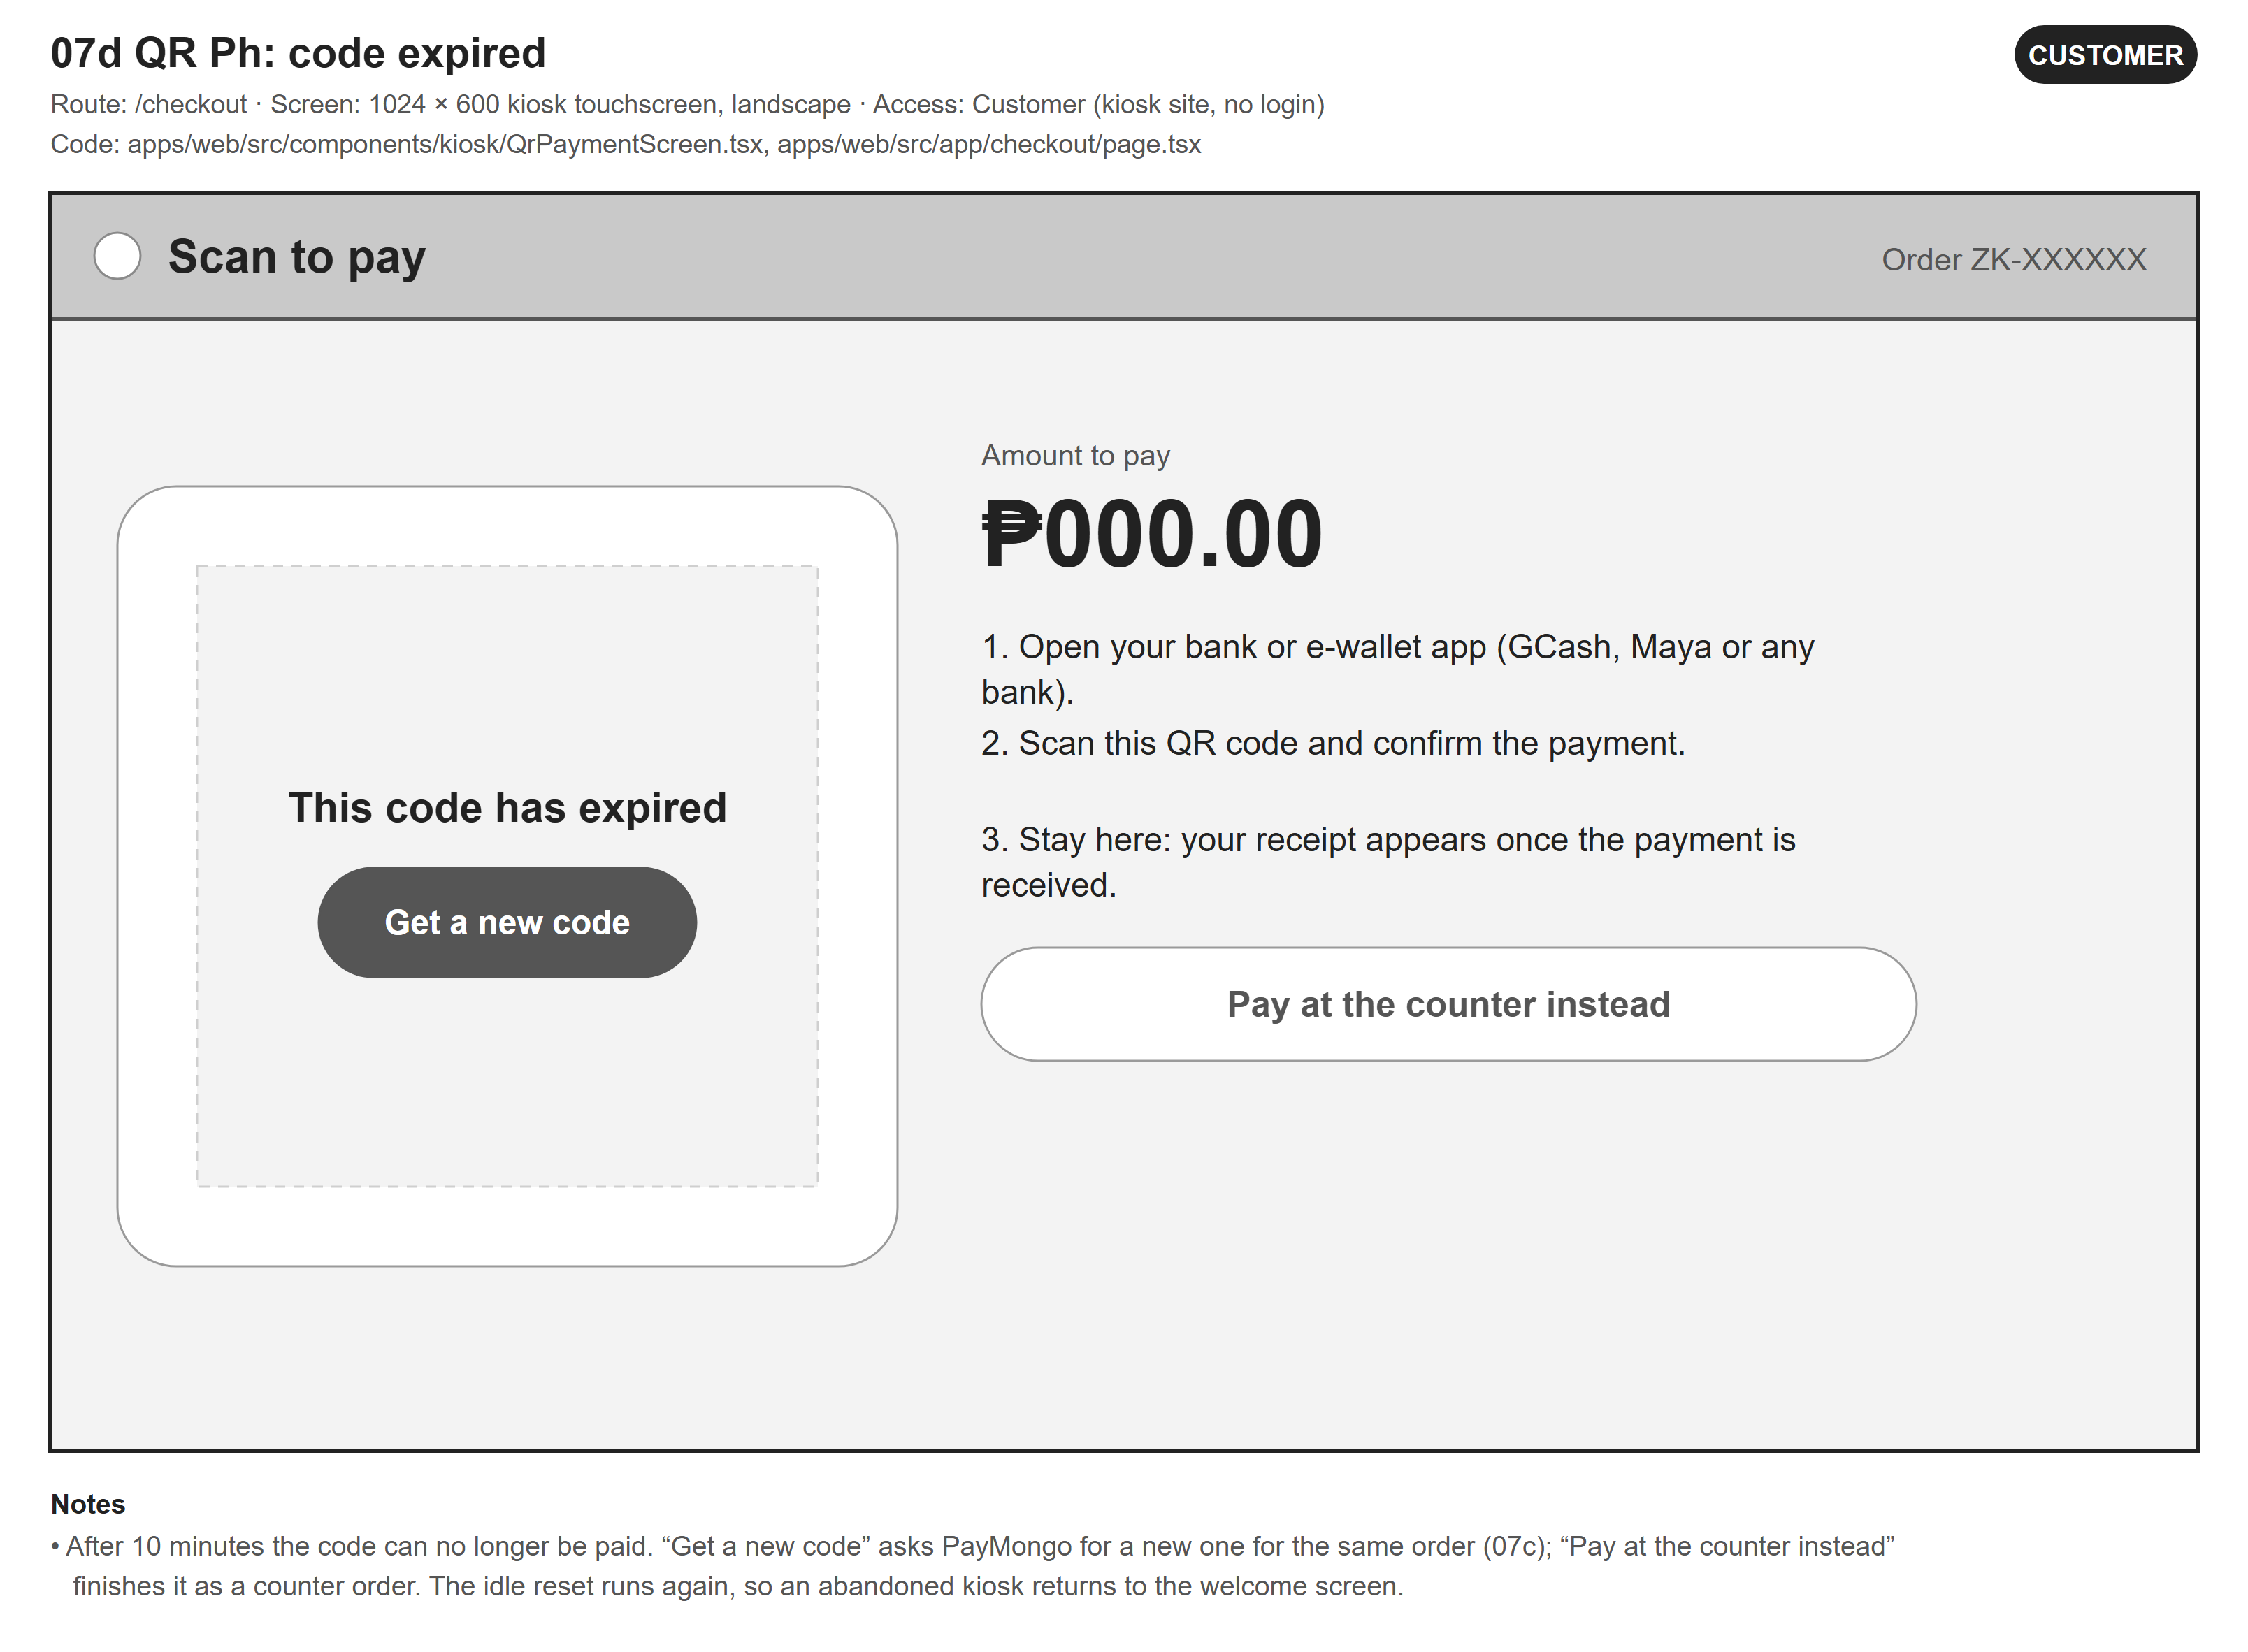 07d QR Ph: code expired
CUSTOMER
Route: /checkout · Screen: 1024 × 600 kiosk touchscreen, landscape · Access: Customer (kiosk site, no login)
Code: apps/web/src/components/kiosk/QrPaymentScreen.tsx, apps/web/src/app/checkout/page.tsx
Scan to pay
Order ZK-XXXXXX
This code has expired
Get a new code
Amount to pay
₱000.00
1. Open your bank or e-wallet app (GCash, Maya or any
bank).
2. Scan this QR code and confirm the payment.
3. Stay here: your receipt appears once the payment is
received.
Pay at the counter instead
Notes
• After 10 minutes the code can no longer be paid. “Get a new code” asks PayMongo for a new one for the same order (07c); “Pay at the counter instead”
finishes it as a counter order. The idle reset runs again, so an abandoned kiosk returns to the welcome screen.